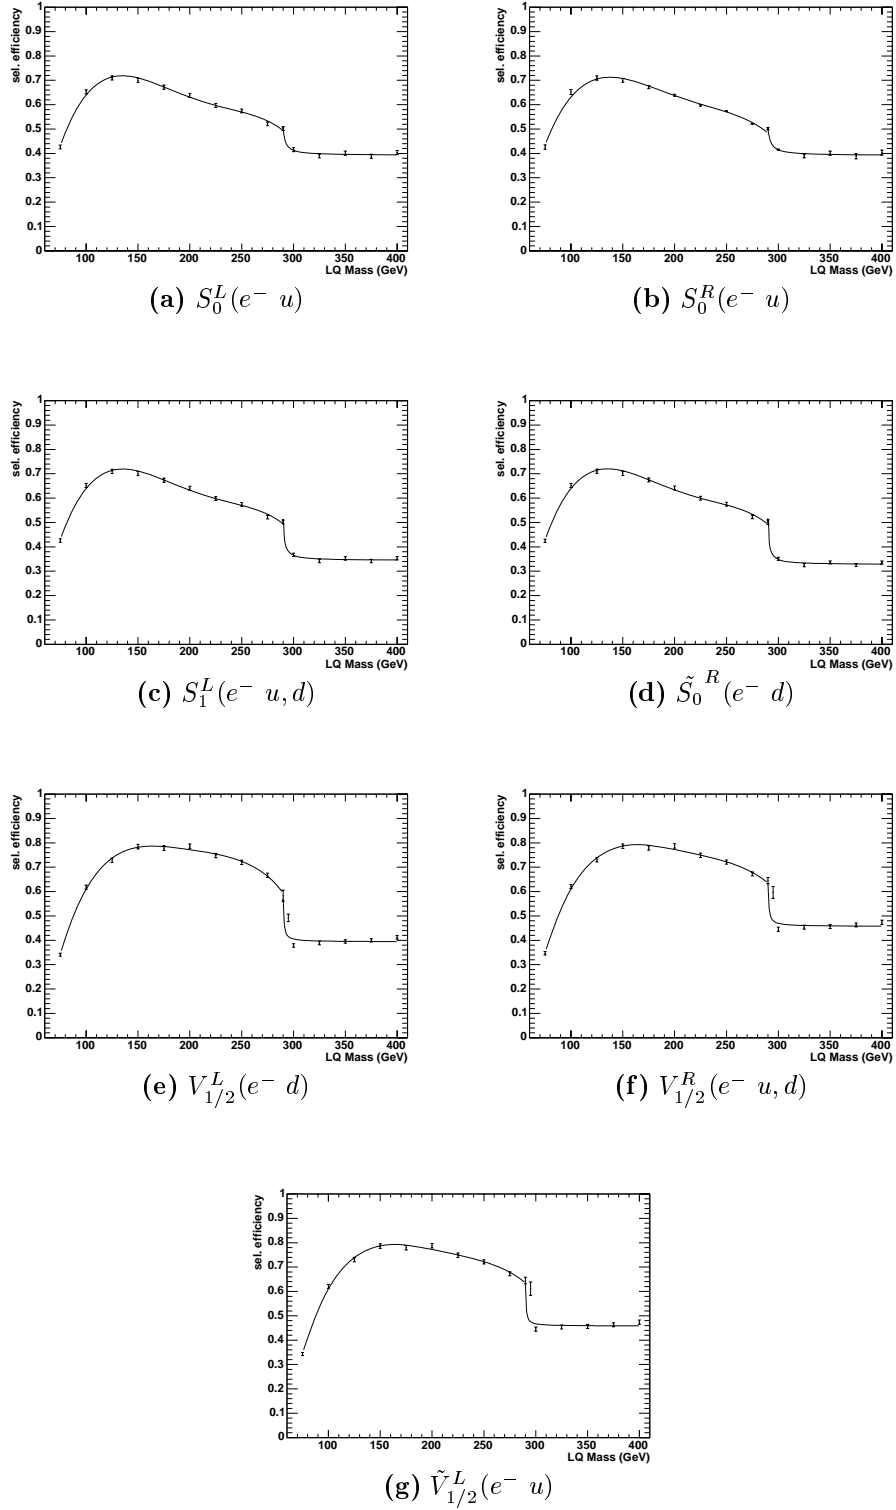 sel. efficiency
1
0.9
0.8
0.7
0.6
0.5
0.4
0.3
0.2
0.1
0
100 150 200 250 300 350 400
LQ Mass (GeV)
(a) S_0^L(e^- u)
sel. efficiency
1
0.9
0.8
0.7
0.6
0.5
0.4
0.3
0.2
0.1
0
100 150 200 250 300 350 400
LQ Mass (GeV)
(b) S_0^R(e^- u)
sel. efficiency
1
0.9
0.8
0.7
0.6
0.5
0.4
0.3
0.2
0.1
0
100 150 200 250 300 350 400
LQ Mass (GeV)
(c) S_1^L(e^- u, d)
sel. efficiency
1
0.9
0.8
0.7
0.6
0.5
0.4
0.3
0.2
0.1
0
100 150 200 250 300 350 400
LQ Mass (GeV)
(d) S̃_0^R(e^- d)
sel. efficiency
1
0.9
0.8
0.7
0.6
0.5
0.4
0.3
0.2
0.1
0
100 150 200 250 300 350 400
LQ Mass (GeV)
(e) V_{1/2}^L(e^- d)
sel. efficiency
1
0.9
0.8
0.7
0.6
0.5
0.4
0.3
0.2
0.1
0
100 150 200 250 300 350 400
LQ Mass (GeV)
(f) V_{1/2}^R(e^- u, d)
sel. efficiency
1
0.9
0.8
0.7
0.6
0.5
0.4
0.3
0.2
0.1
0
100 150 200 250 300 350 400
LQ Mass (GeV)
(g) Ṽ_{1/2}^L(e^- u)